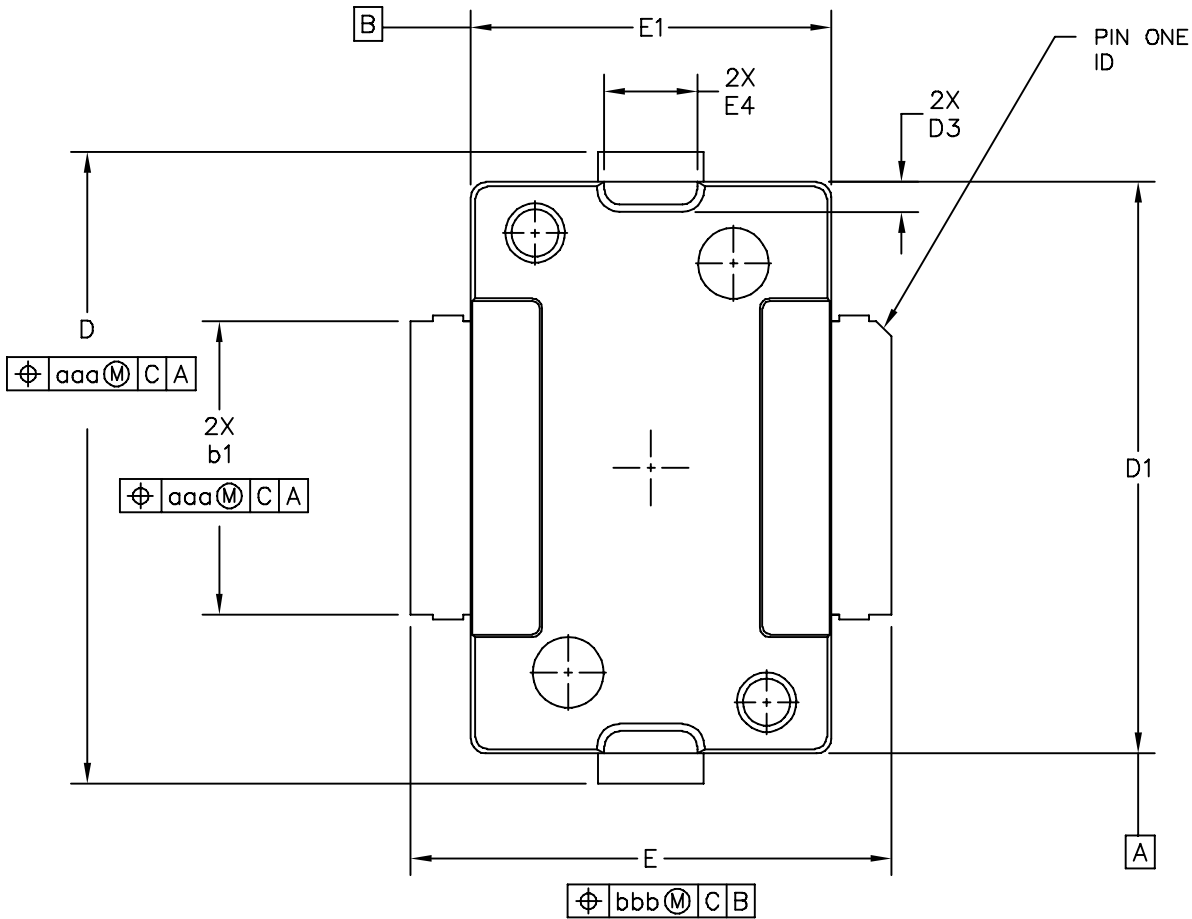 B
E1
PIN ONE
ID
2X
E4
2X
D3
D
⌖ aaa Ⓜ C A
2X
b1
⌖ aaa Ⓜ C A
D1
A
E
⌖ bbb Ⓜ C B